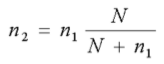 n₂ = n₁ N / (N + n₁)